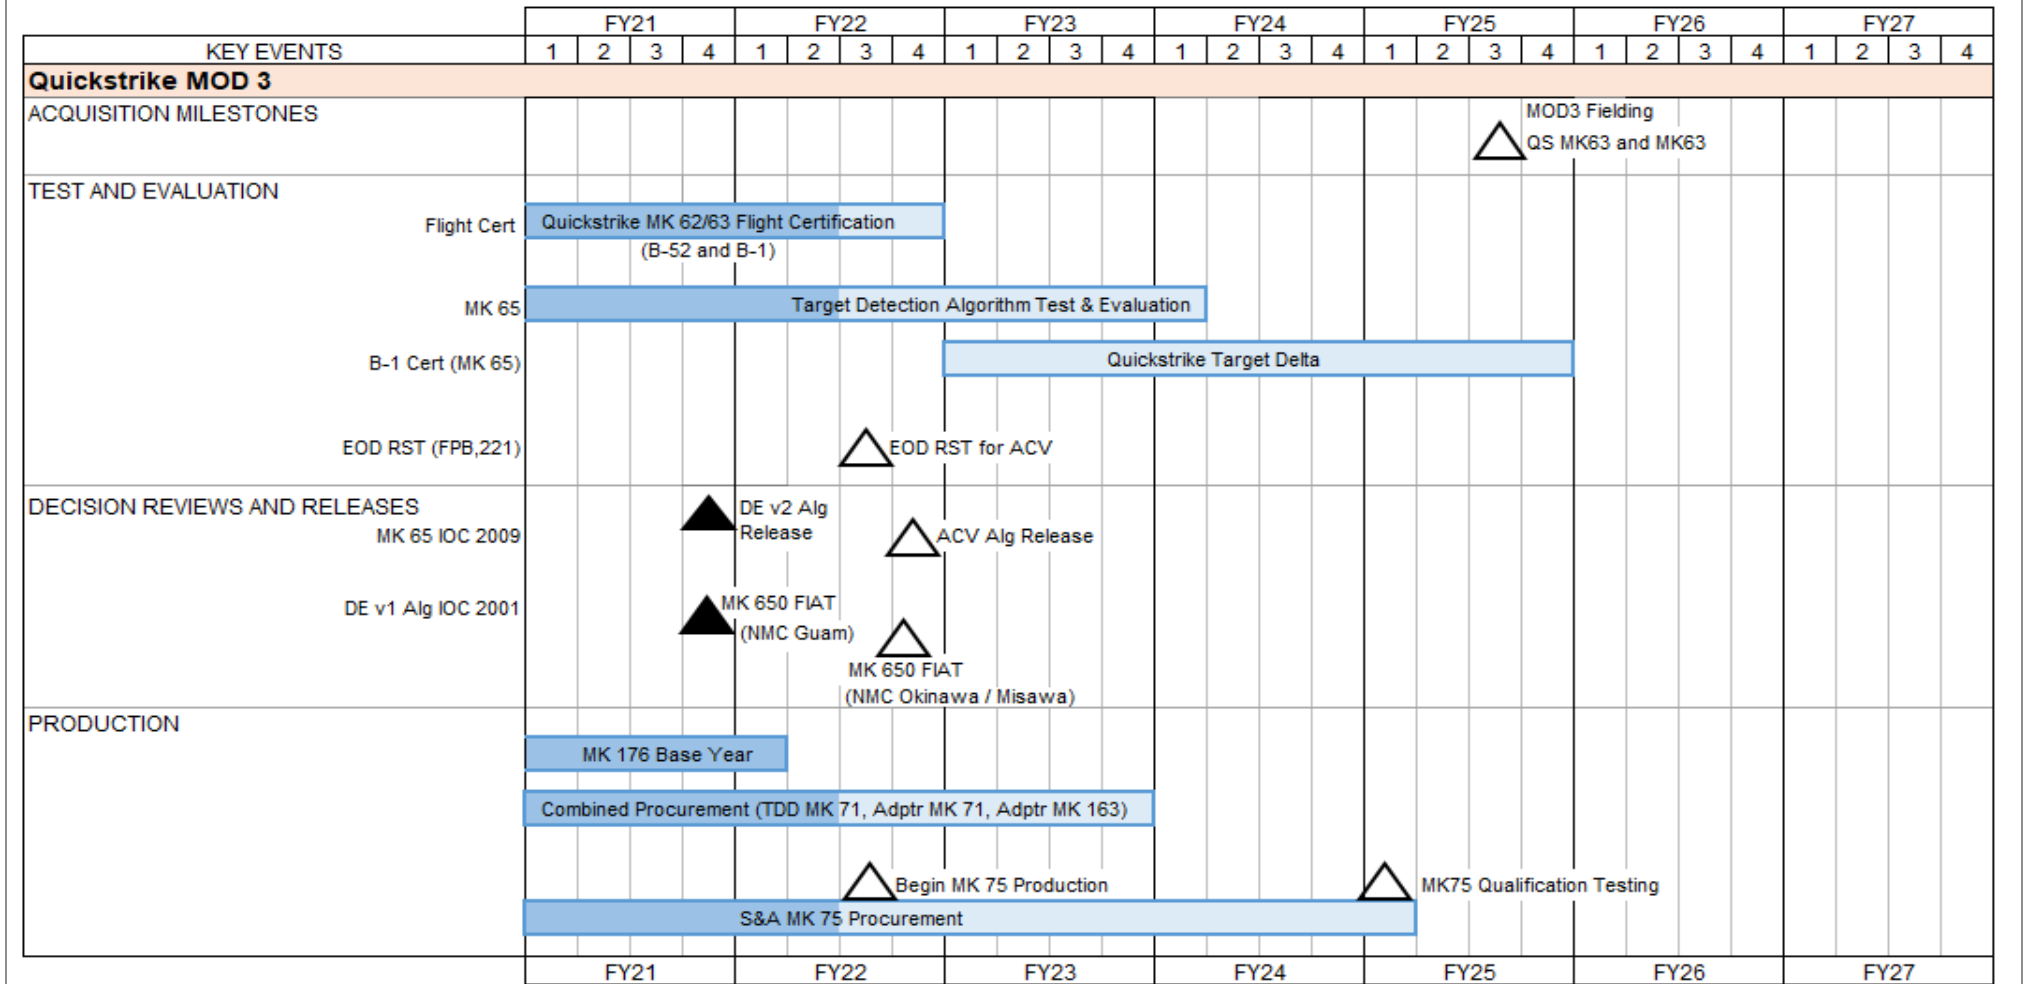 FY21 FY22 FY23 FY24 FY25 FY26 FY27
KEY EVENTS 1 2 3 4 1 2 3 4 1 2 3 4 1 2 3 4 1 2 3 4 1 2 3 4 1 2 3 4
Quickstrike MOD 3
ACQUISITION MILESTONES
MOD3 Fielding
QS MK63 and MK63
TEST AND EVALUATION
Flight Cert
Quickstrike MK 62/63 Flight Certification
(B-52 and B-1)
MK 65
Target Detection Algorithm Test & Evaluation
B-1 Cert (MK 65)
Quickstrike Target Delta
EOD RST (FPB,221)
EOD RST for ACV
DECISION REVIEWS AND RELEASES
MK 65 IOC 2009
DE v2 Alg
Release
ACV Alg Release
DE v1 Alg IOC 2001
MK 650 FIAT
(NMC Guam)
MK 650 FIAT
(NMC Okinawa / Misawa)
PRODUCTION
MK 176 Base Year
Combined Procurement (TDD MK 71, Adptr MK 71, Adptr MK 163)
Begin MK 75 Production
MK75 Qualification Testing
S&A MK 75 Procurement
FY21 FY22 FY23 FY24 FY25 FY26 FY27